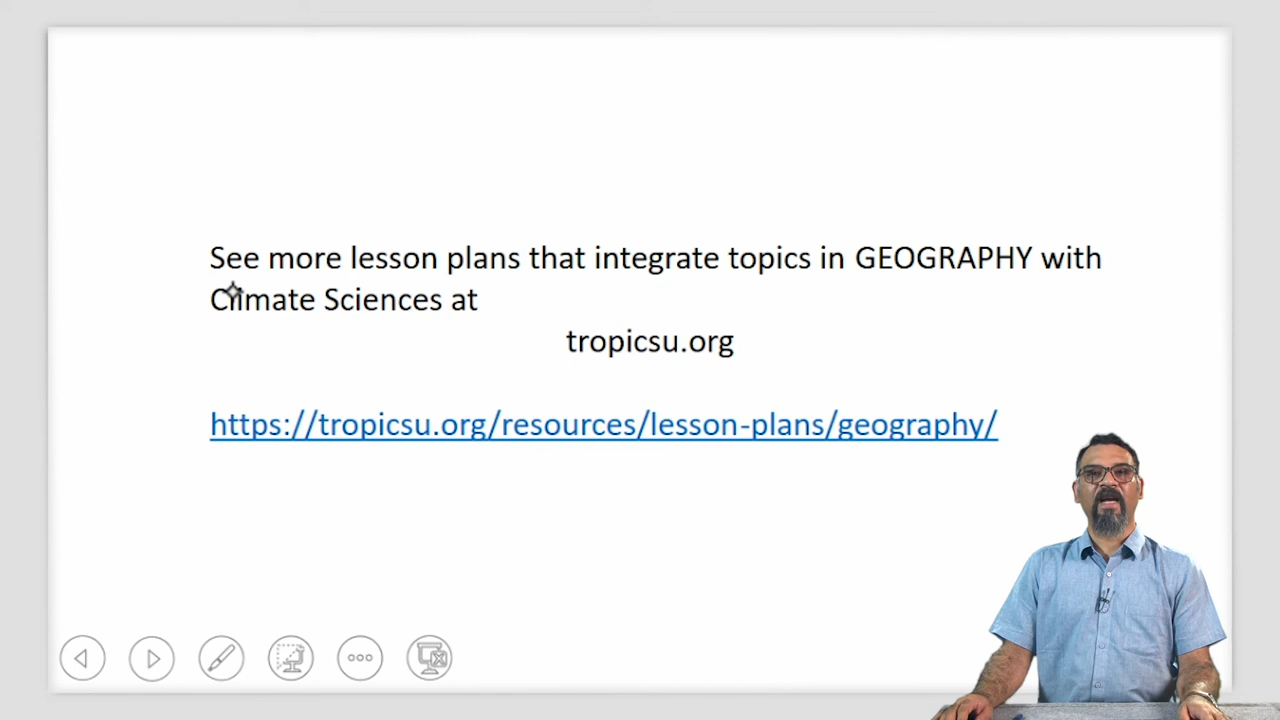 See more lesson plans that integrate topics in GEOGRAPHY with
Climate Sciences at
tropicsu.org
https://tropicsu.org/resources/lesson-plans/geography/